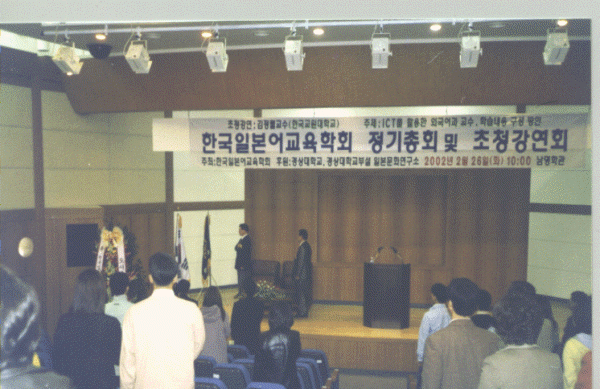 초청강연 : 김영률교수(한국교원대학교) 주제 : ICT를 활용한 외국어과 교수, 학습내용 구성 방안
한국일본어교육학회 정기총회 및 초청강연회
주최:한국일본어교육학회 후원:경상대학교, 경상대학교부설 일본문화연구소 2002년 2월 26일(화) 10:00 남명학관